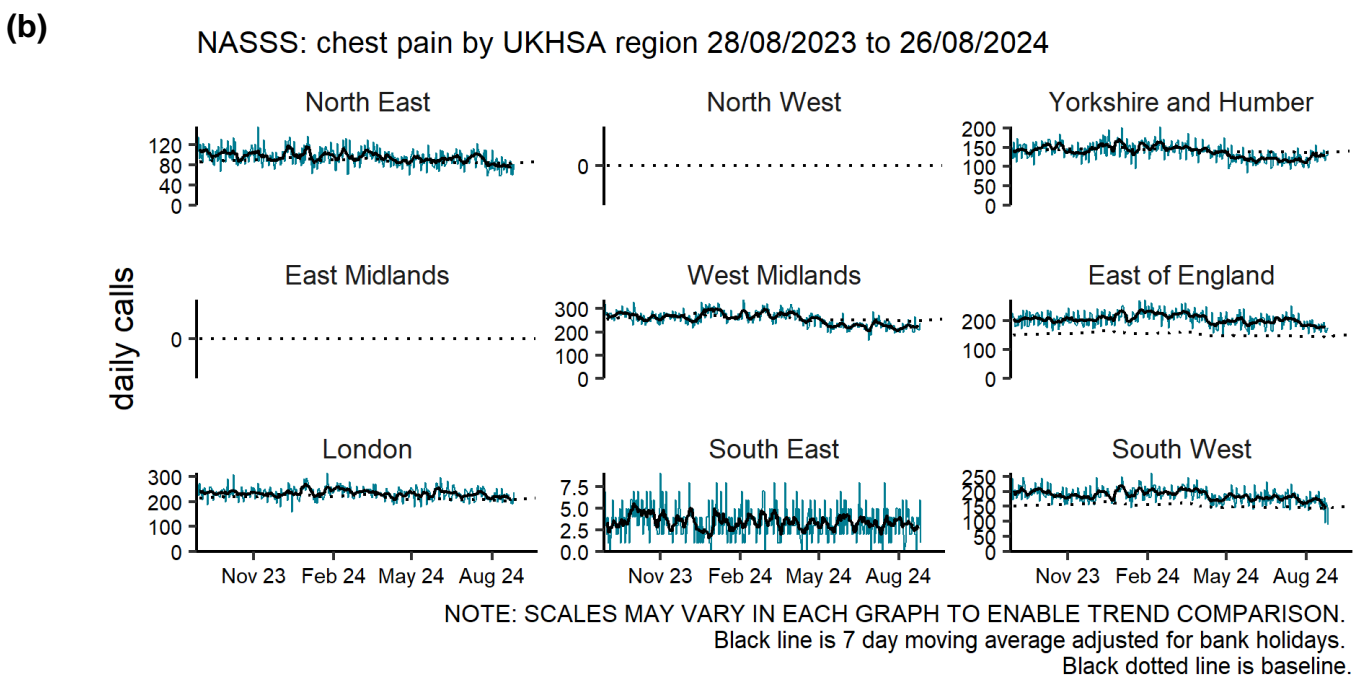 (b)
NASSS: chest pain by UKHSA region 28/08/2023 to 26/08/2024
North East
120
80
40
0
North West
0
Yorkshire and Humber
200
150
100
50
0
daily calls
East Midlands
0
West Midlands
300
200
100
0
East of England
200
100
0
London
300
200
100
0
Nov 23 Feb 24 May 24 Aug 24
South East
7.5
5.0
2.5
0.0
Nov 23 Feb 24 May 24 Aug 24
South West
250
200
150
100
50
0
Nov 23 Feb 24 May 24 Aug 24
NOTE: SCALES MAY VARY IN EACH GRAPH TO ENABLE TREND COMPARISON.
Black line is 7 day moving average adjusted for bank holidays.
Black dotted line is baseline.